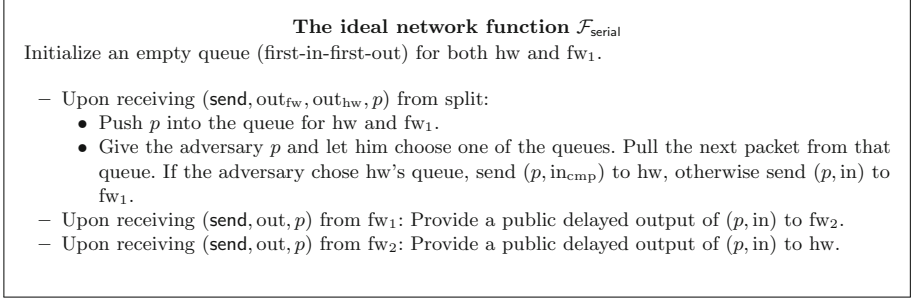 The ideal network function 𝓕serial
Initialize an empty queue (first-in-first-out) for both hw and fw₁.
– Upon receiving (send, outfw, outhw, p) from split:
• Push p into the queue for hw and fw₁.
• Give the adversary p and let him choose one of the queues. Pull the next packet from that
queue. If the adversary chose hw's queue, send (p, incmp) to hw, otherwise send (p, in) to
fw₁.
– Upon receiving (send, out, p) from fw₁: Provide a public delayed output of (p, in) to fw₂.
– Upon receiving (send, out, p) from fw₂: Provide a public delayed output of (p, in) to hw.